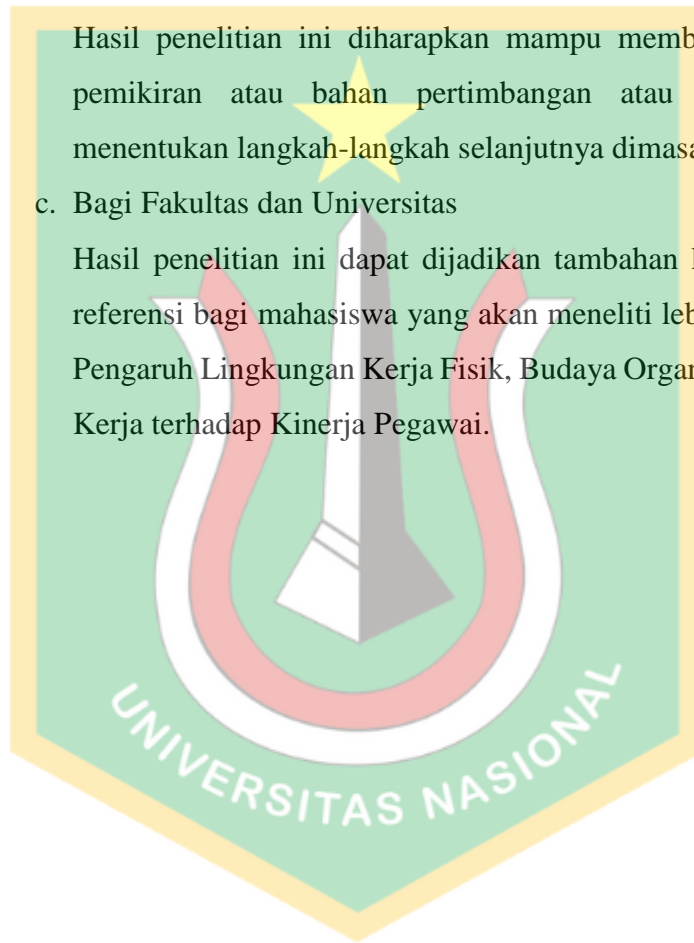 Hasil penelitian ini diharapkan mampu memb
pemikiran atau bahan pertimbangan atau
menentukan langkah-langkah selanjutnya dimasa
c. Bagi Fakultas dan Universitas
Hasil penelitian ini dapat dijadikan tambahan
referensi bagi mahasiswa yang akan meneliti leb
Pengaruh Lingkungan Kerja Fisik, Budaya Organ
Kerja terhadap Kinerja Pegawai.
UNIVERSITAS NASIONAL